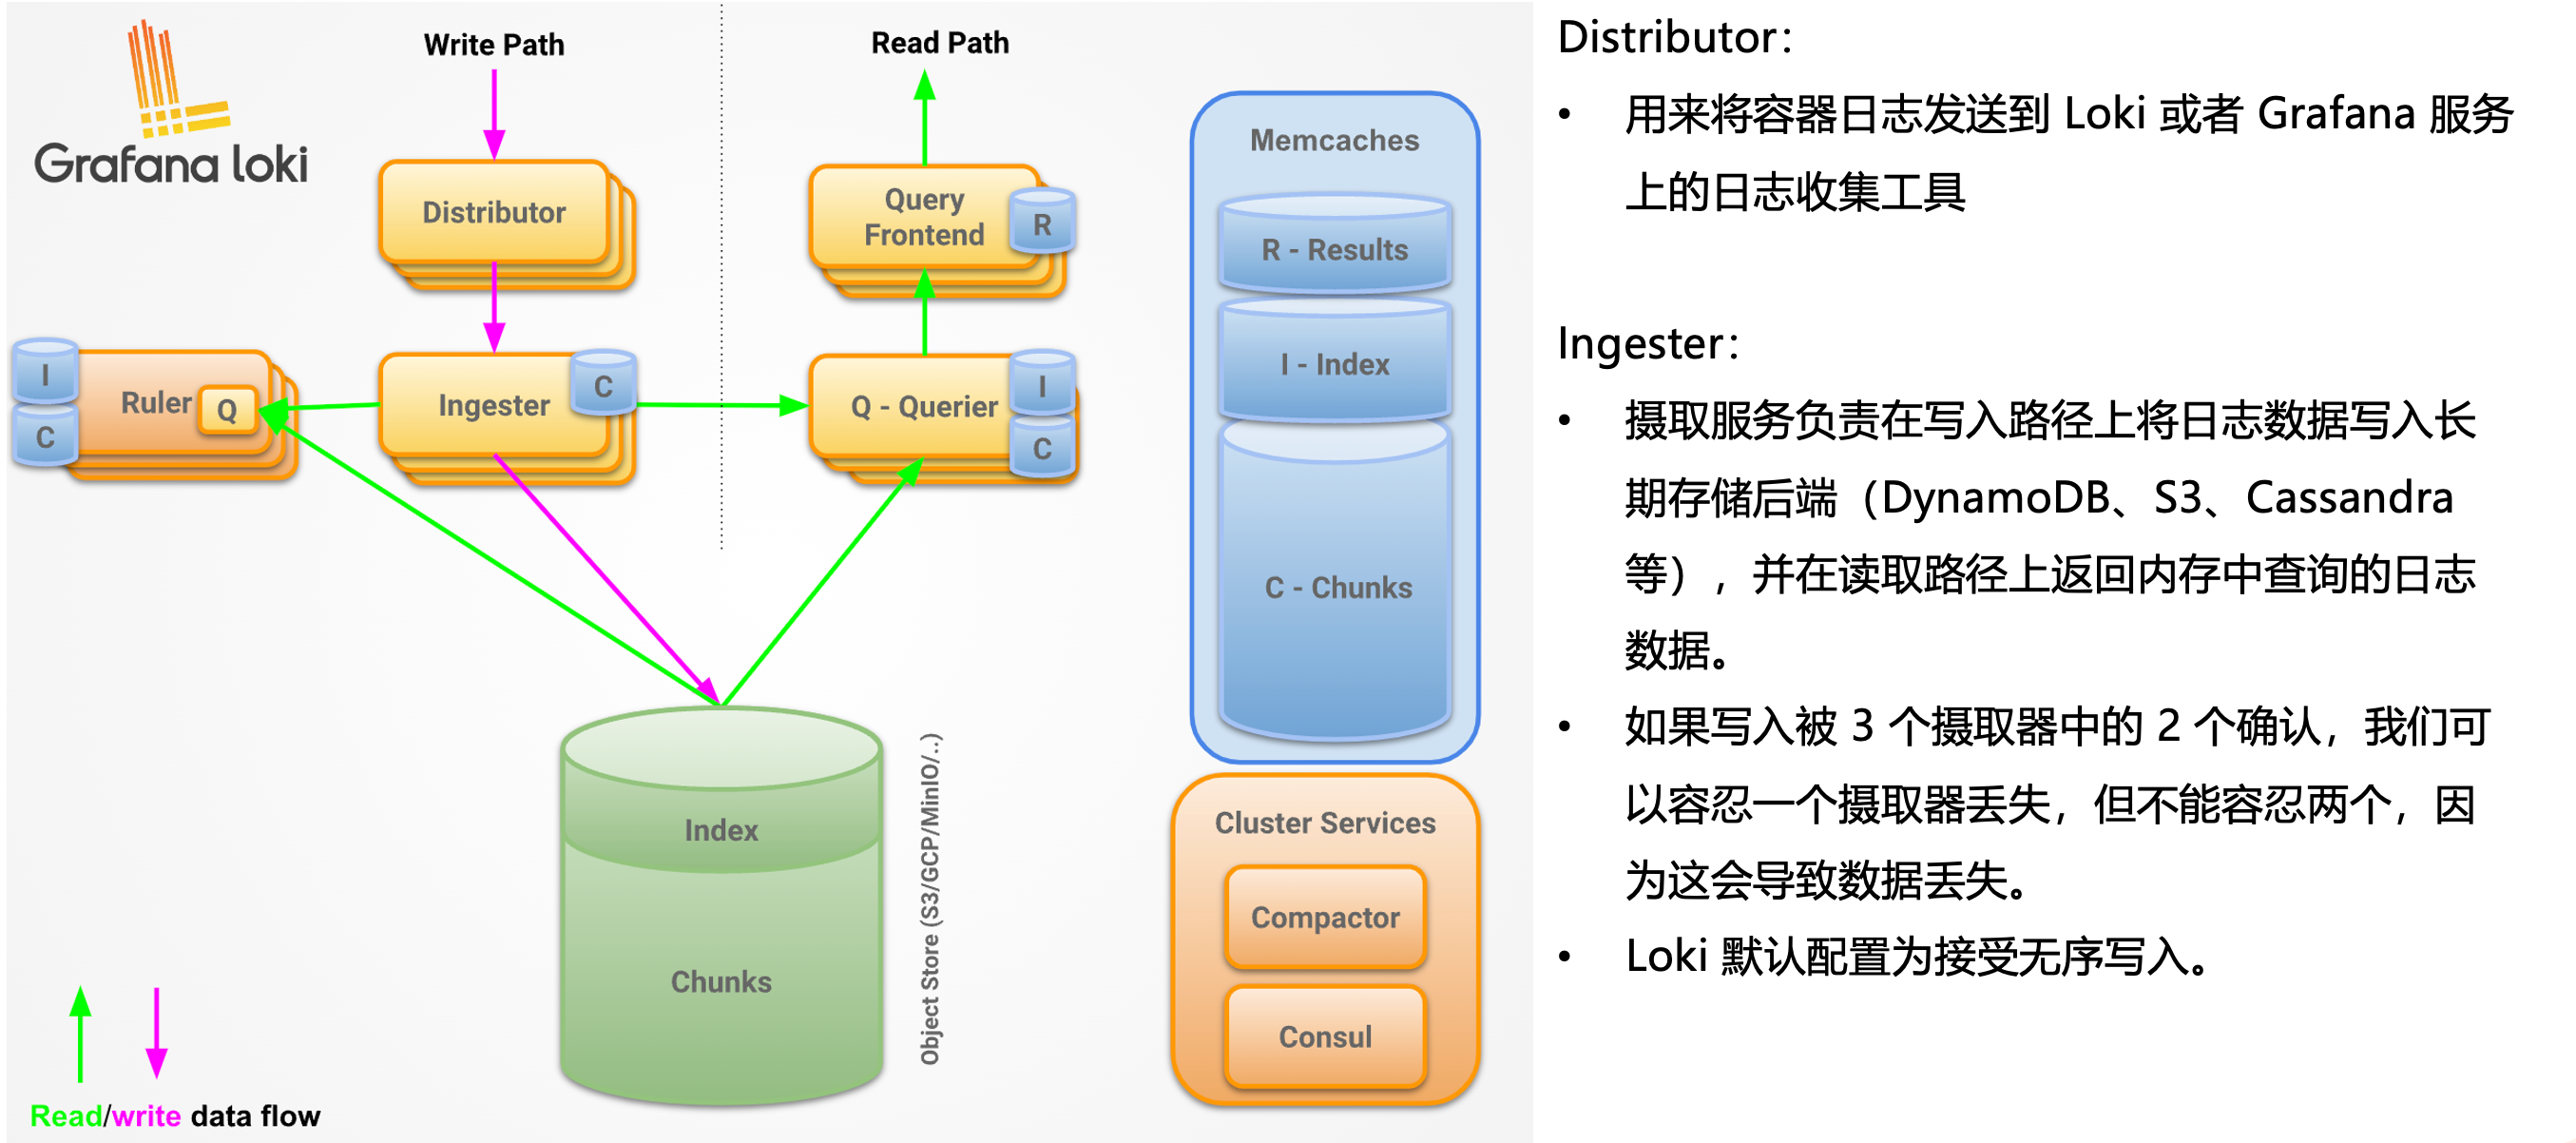 Grafana loki
Write Path
Read Path
Distributor
Query
Frontend
R
I
C
Ruler
Q
Ingester
C
Q - Querier
I
C
Index
Chunks
Object Store (S3/GCP/MinIO/..)
Memcaches
R - Results
I - Index
C - Chunks
Cluster Services
Compactor
Consul
Read/write data flow
Distributor：
• 用来将容器日志发送到 Loki 或者 Grafana 服务
上的日志收集工具
Ingester：
• 摄取服务负责在写入路径上将日志数据写入长
期存储后端（DynamoDB、S3、Cassandra
等），并在读取路径上返回内存中查询的日志
数据。
• 如果写入被 3 个摄取器中的 2 个确认，我们可
以容忍一个摄取器丢失，但不能容忍两个，因
为这会导致数据丢失。
• Loki 默认配置为接受无序写入。